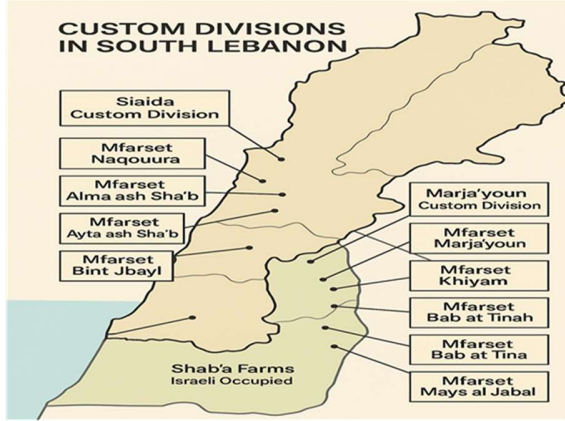 CUSTOM DIVISIONS
IN SOUTH LEBANON
Siaida
Custom Division
Mfarset
Naqouura
Mfarset
Alma ash Sha'b
Mfarset
Ayta ash Sha'b
Mfarset
Bint Jbayl
Marja'youn
Custom Division
Mfarset
Marja'youn
Mfarset
Khiyam
Mfarset
Bab at Tinah
Mfarset
Bab at Tina
Mfarset
Mays al Jabal
Shab'a Farms
Israeli Occupied